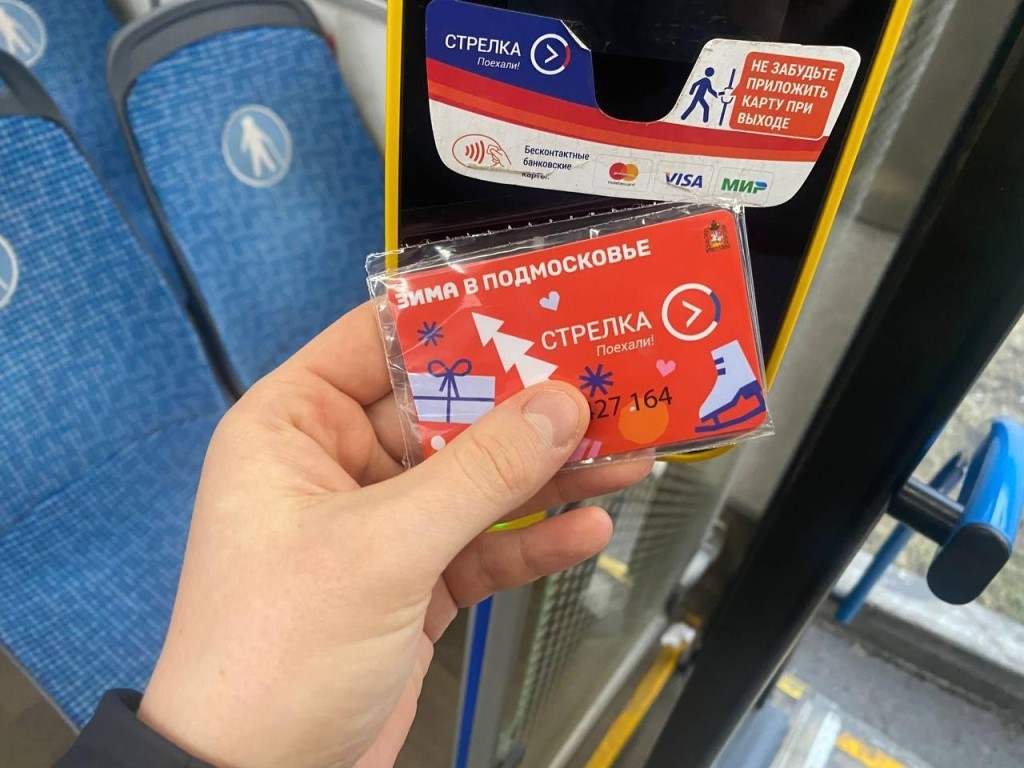 СТРЕЛКА
Поехали!
НЕ ЗАБУДЬТЕ
ПРИЛОЖИТЬ
КАРТУ ПРИ
ВЫХОДЕ
Бесконтактные
банковские
карты.
mastercard
VISA
МИР
ЗИМА В ПОДМОСКОВЬЕ
СТРЕЛКА
Поехали!
27 164